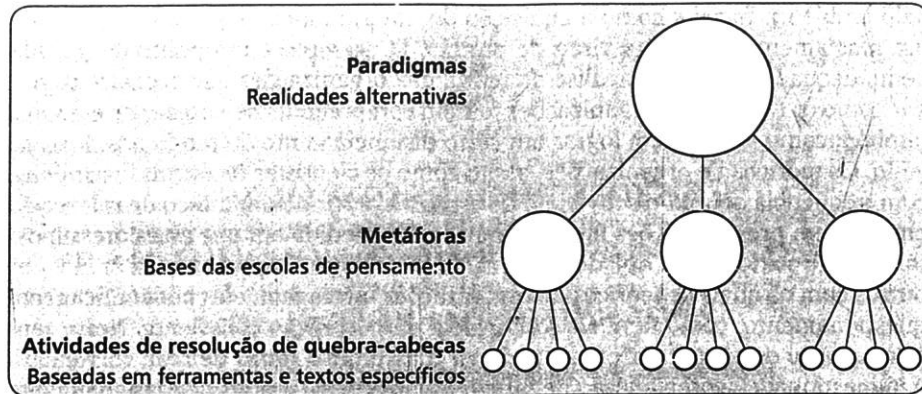 Paradigmas
Realidades alternativas
Metáforas
Bases das escolas de pensamento
Atividades de resolução de quebra-cabeças
Baseadas em ferramentas e textos específicos